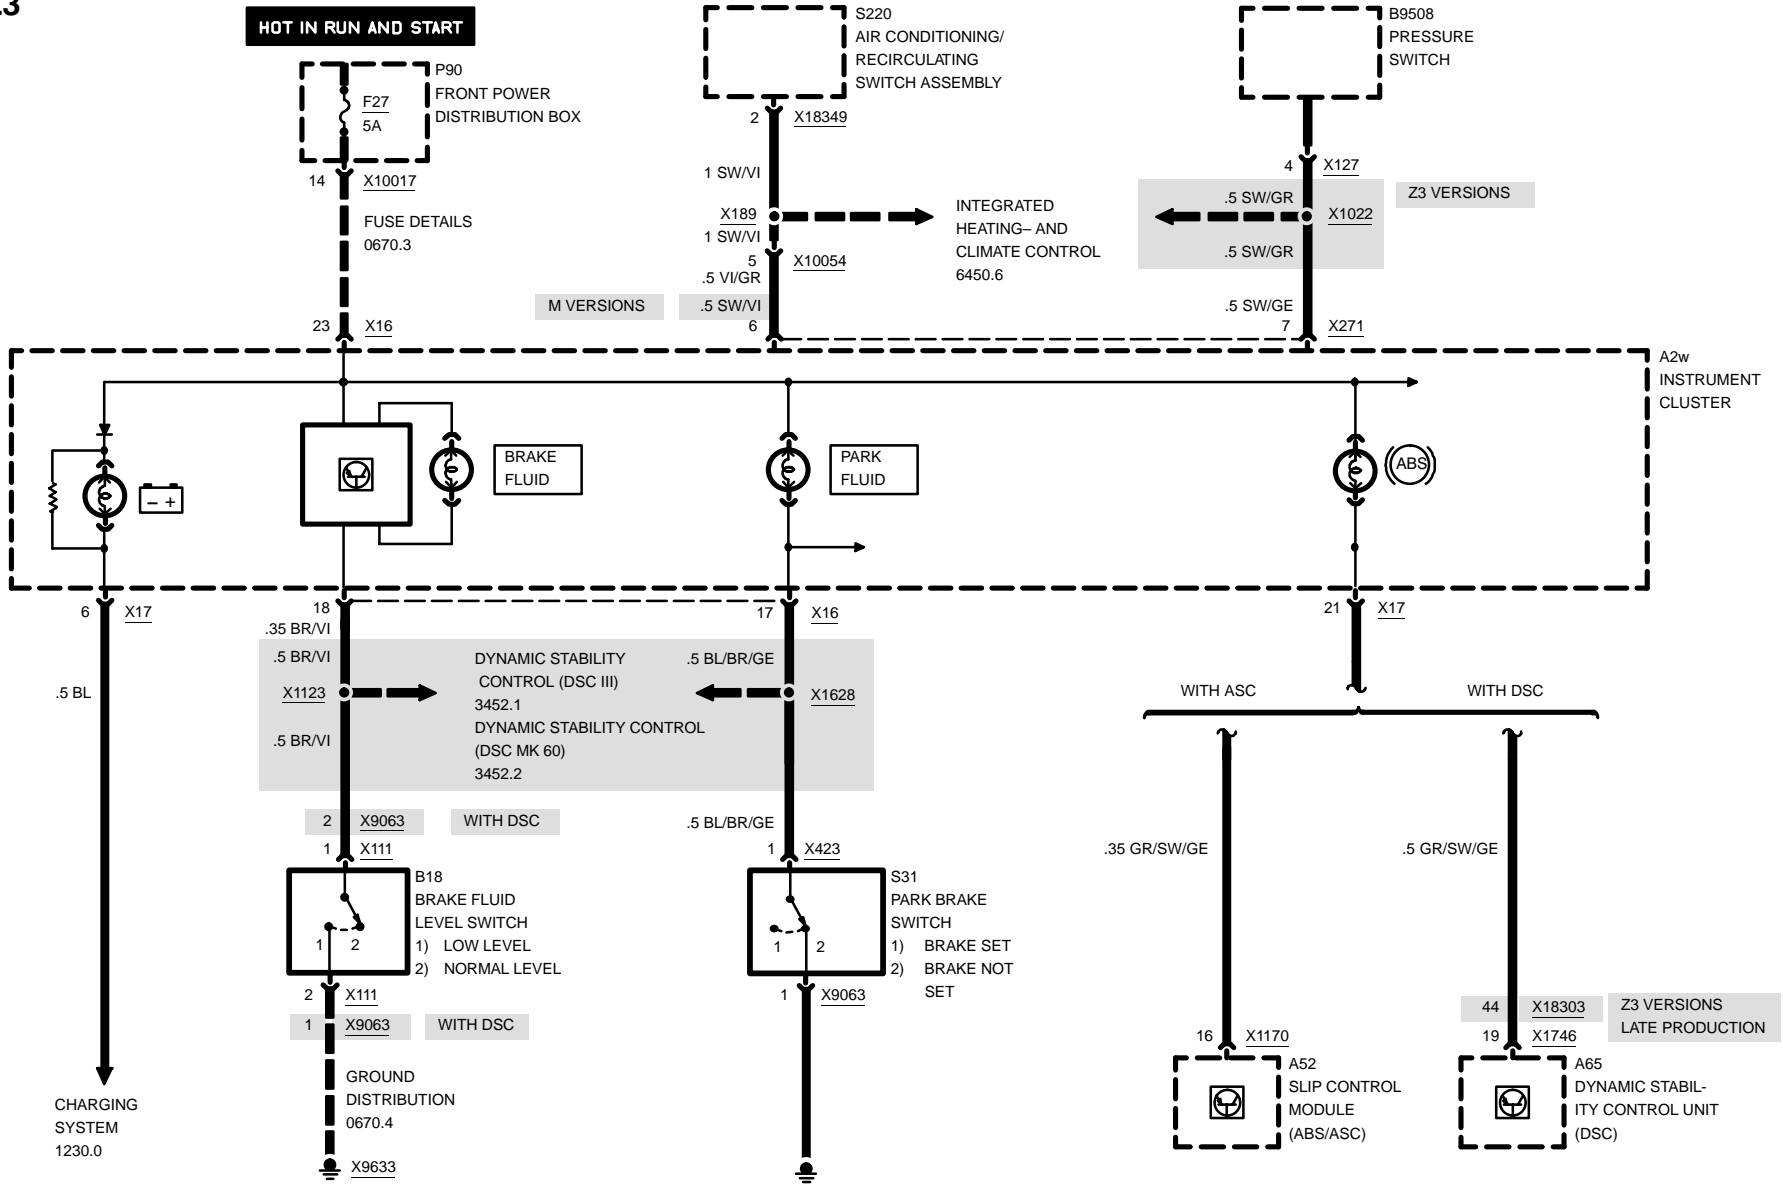 HOT IN RUN AND START
P90
FRONT POWER
DISTRIBUTION BOX
F27
5A
14 X10017
FUSE DETAILS
0670.3
23 X16
S220
AIR CONDITIONING/
RECIRCULATING
SWITCH ASSEMBLY
2 X18349
1 SW/VI
X189
1 SW/VI
5 X10054
.5 VI/GR
M VERSIONS .5 SW/VI
6
INTEGRATED
HEATING– AND
CLIMATE CONTROL
6450.6
B9508
PRESSURE
SWITCH
4 X127
.5 SW/GR
Z3 VERSIONS
X1022
.5 SW/GR
.5 SW/GE
7 X271
A2w
INSTRUMENT
CLUSTER
– +
BRAKE
FLUID
PARK
FLUID
ABS
6 X17
.5 BL
CHARGING
SYSTEM
1230.0
18
.35 BR/VI
.5 BR/VI
X1123
.5 BR/VI
DYNAMIC STABILITY
CONTROL (DSC III)
3452.1
DYNAMIC STABILITY CONTROL
(DSC MK 60)
3452.2
2 X9063 WITH DSC
1 X111
B18
BRAKE FLUID
LEVEL SWITCH
1) LOW LEVEL
2) NORMAL LEVEL
1 2
2 X111
1 X9063 WITH DSC
GROUND
DISTRIBUTION
0670.4
X9633
17 X16
.5 BL/BR/GE
X1628
.5 BL/BR/GE
1 X423
S31
PARK BRAKE
SWITCH
1) BRAKE SET
2) BRAKE NOT
SET
1 2
1 X9063
21 X17
WITH ASC
WITH DSC
.35 GR/SW/GE
.5 GR/SW/GE
16 X1170
A52
SLIP CONTROL
MODULE
(ABS/ASC)
44 X18303
Z3 VERSIONS
LATE PRODUCTION
19 X1746
A65
DYNAMIC STABIL-
ITY CONTROL UNIT
(DSC)